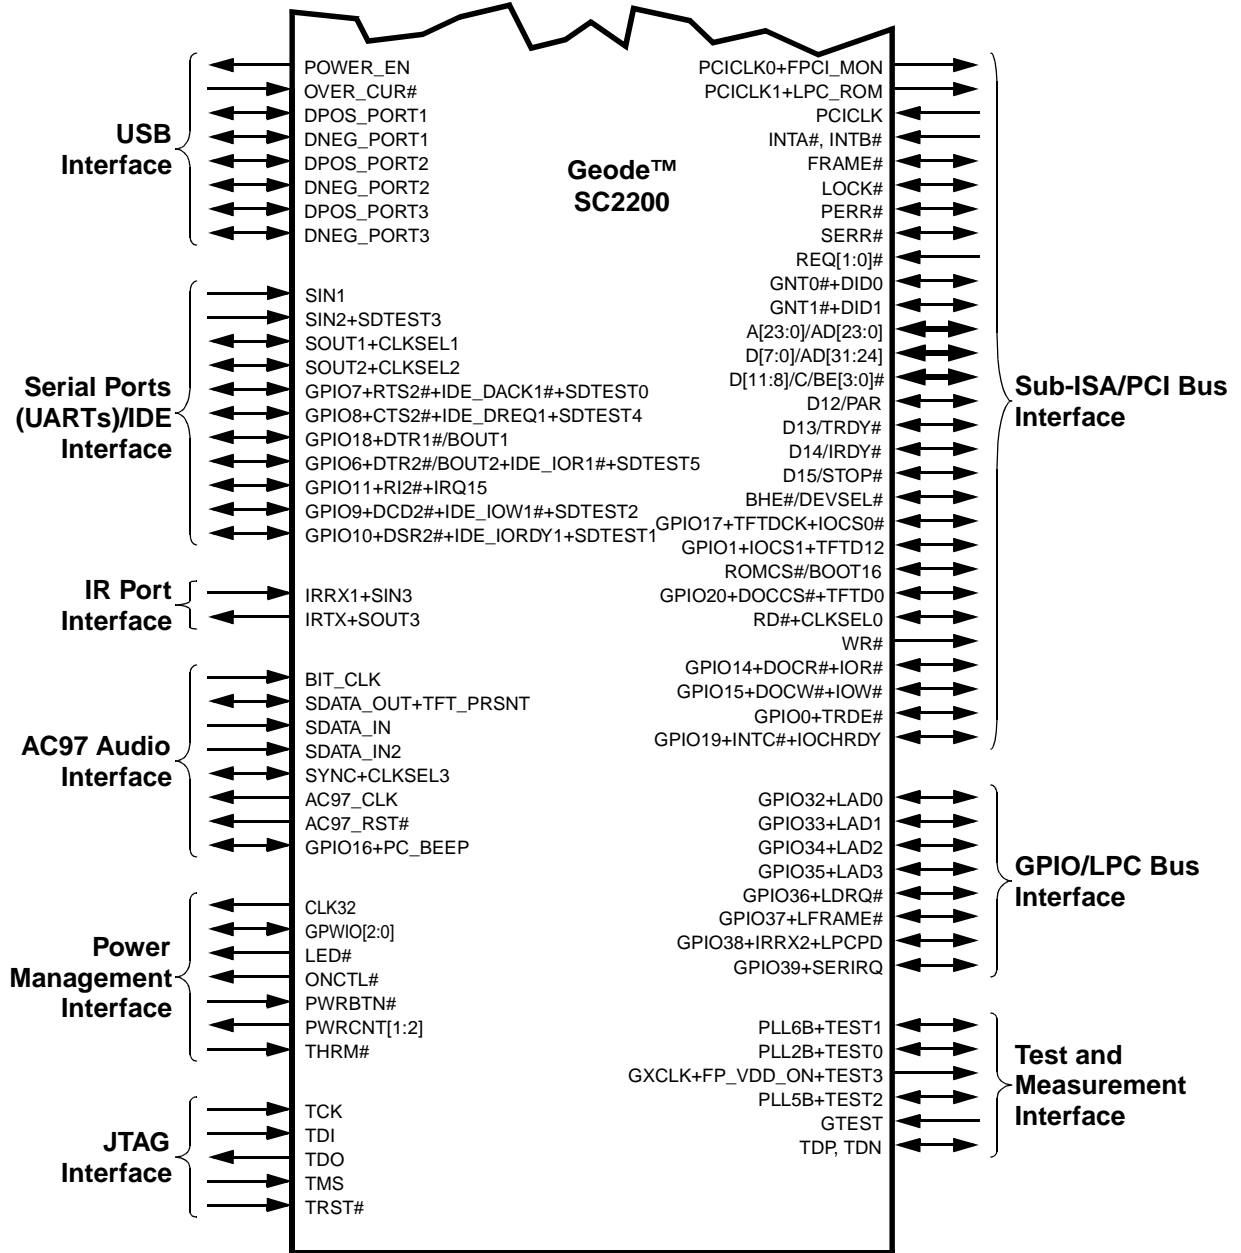 Geode™
SC2200
USB
Interface
POWER_EN
OVER_CUR#
DPOS_PORT1
DNEG_PORT1
DPOS_PORT2
DNEG_PORT2
DPOS_PORT3
DNEG_PORT3
Serial Ports
(UARTs)/IDE
Interface
SIN1
SIN2+SDTEST3
SOUT1+CLKSEL1
SOUT2+CLKSEL2
GPIO7+RTS2#+IDE_DACK1#+SDTEST0
GPIO8+CTS2#+IDE_DREQ1+SDTEST4
GPIO18+DTR1#/BOUT1
GPIO6+DTR2#/BOUT2+IDE_IOR1#+SDTEST5
GPIO11+RI2#+IRQ15
GPIO9+DCD2#+IDE_IOW1#+SDTEST2
GPIO10+DSR2#+IDE_IORDY1+SDTEST1
IR Port
Interface
IRRX1+SIN3
IRTX+SOUT3
AC97 Audio
Interface
BIT_CLK
SDATA_OUT+TFT_PRSNT
SDATA_IN
SDATA_IN2
SYNC+CLKSEL3
AC97_CLK
AC97_RST#
GPIO16+PC_BEEP
Power
Management
Interface
CLK32
GPWIO[2:0]
LED#
ONCTL#
PWRBTN#
PWRCNT[1:2]
THRM#
JTAG
Interface
TCK
TDI
TDO
TMS
TRST#
PCICLK0+FPCI_MON
PCICLK1+LPC_ROM
PCICLK
INTA#, INTB#
FRAME#
LOCK#
PERR#
SERR#
REQ[1:0]#
GNT0#+DID0
GNT1#+DID1
A[23:0]/AD[23:0]
D[7:0]/AD[31:24]
D[11:8]/C/BE[3:0]#
D12/PAR
D13/TRDY#
D14/IRDY#
D15/STOP#
BHE#/DEVSEL#
GPIO17+TFTDCK+IOCS0#
GPIO1+IOCS1+TFTD12
ROMCS#/BOOT16
GPIO20+DOCCS#+TFTD0
RD#+CLKSEL0
WR#
GPIO14+DOCR#+IOR#
GPIO15+DOCW#+IOW#
GPIO0+TRDE#
GPIO19+INTC#+IOCHRDY
Sub-ISA/PCI Bus
Interface
GPIO32+LAD0
GPIO33+LAD1
GPIO34+LAD2
GPIO35+LAD3
GPIO36+LDRQ#
GPIO37+LFRAME#
GPIO38+IRRX2+LPCPD
GPIO39+SERIRQ
GPIO/LPC Bus
Interface
PLL6B+TEST1
PLL2B+TEST0
GXCLK+FP_VDD_ON+TEST3
PLL5B+TEST2
GTEST
TDP, TDN
Test and
Measurement
Interface